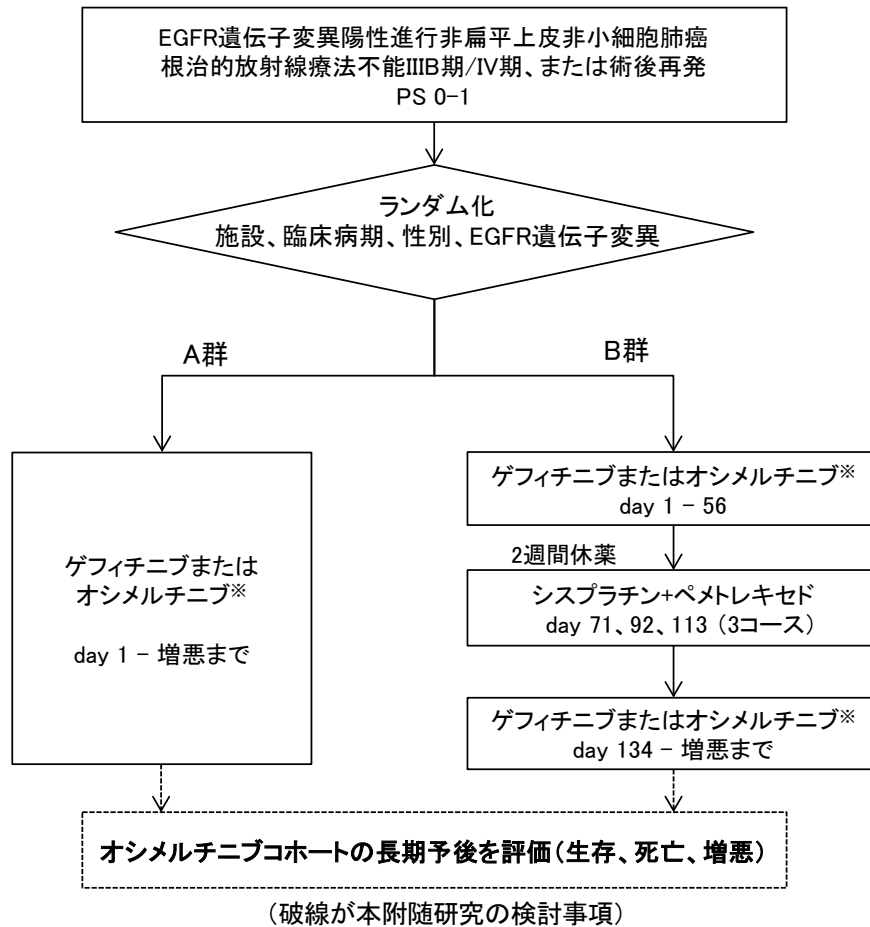 EGFR遺伝子変異陽性進行非扁平上皮非小細胞肺癌
根治的放射線療法不能IIIB期/IV期、または術後再発
PS 0-1
ランダム化
施設、臨床病期、性別、EGFR遺伝子変異
A群
B群
ゲフィチニブまたは
オシメルチニブ※
day 1 - 増悪まで
ゲフィチニブまたはオシメルチニブ※
day 1 - 56
2週間休薬
シスプラチン+ペメトレキセド
day 71、92、113 (3コース)
ゲフィチニブまたはオシメルチニブ※
day 134 - 増悪まで
オシメルチニブコホートの長期予後を評価(生存、死亡、増悪)
(破線が本附随研究の検討事項)